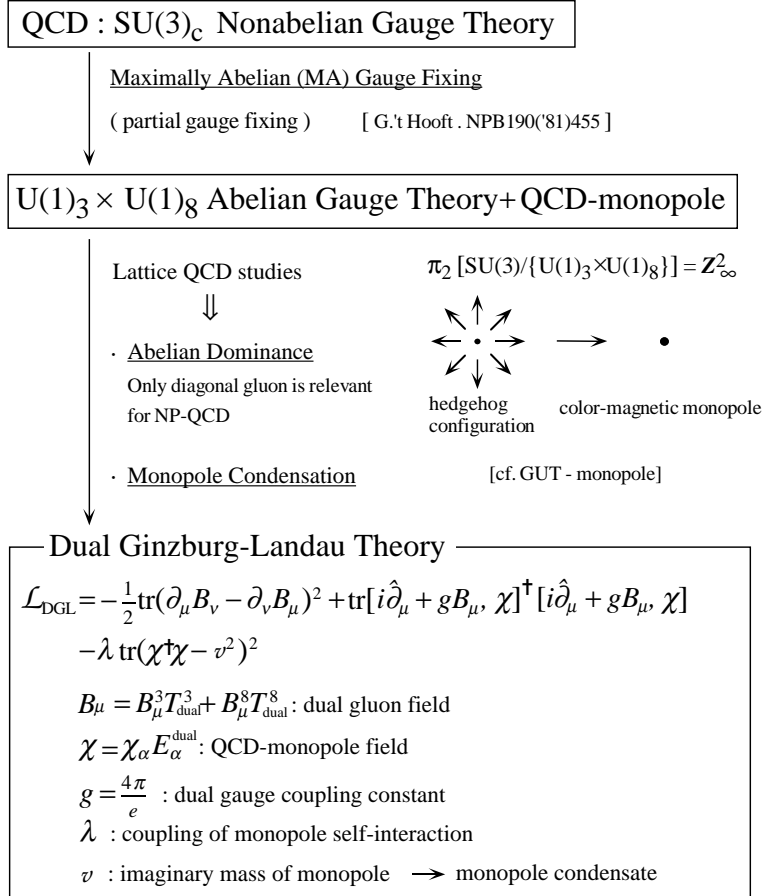 QCD : SU(3)c Nonabelian Gauge Theory
Maximally Abelian (MA) Gauge Fixing
( partial gauge fixing ) [ G.'t Hooft . NPB190('81)455 ]
U(1)3 × U(1)8 Abelian Gauge Theory+QCD-monopole
Lattice QCD studies
π2 [SU(3)/{U(1)3×U(1)8}] = Z²∞
⇓
· Abelian Dominance
Only diagonal gluon is relevant
for NP-QCD
hedgehog
configuration
color-magnetic monopole
· Monopole Condensation
[cf. GUT - monopole]
Dual Ginzburg-Landau Theory
ℒDGL = − 1/2 tr(∂μBν − ∂νBμ)² + tr[i∂̂μ + gBμ, χ]† [i∂̂μ + gBμ, χ]
−λ tr(χ†χ − v²)²
Bμ = B³μT³dual + B⁸μT⁸dual : dual gluon field
χ = χαEαdual : QCD-monopole field
g = 4π/e : dual gauge coupling constant
λ : coupling of monopole self-interaction
v : imaginary mass of monopole → monopole condensate